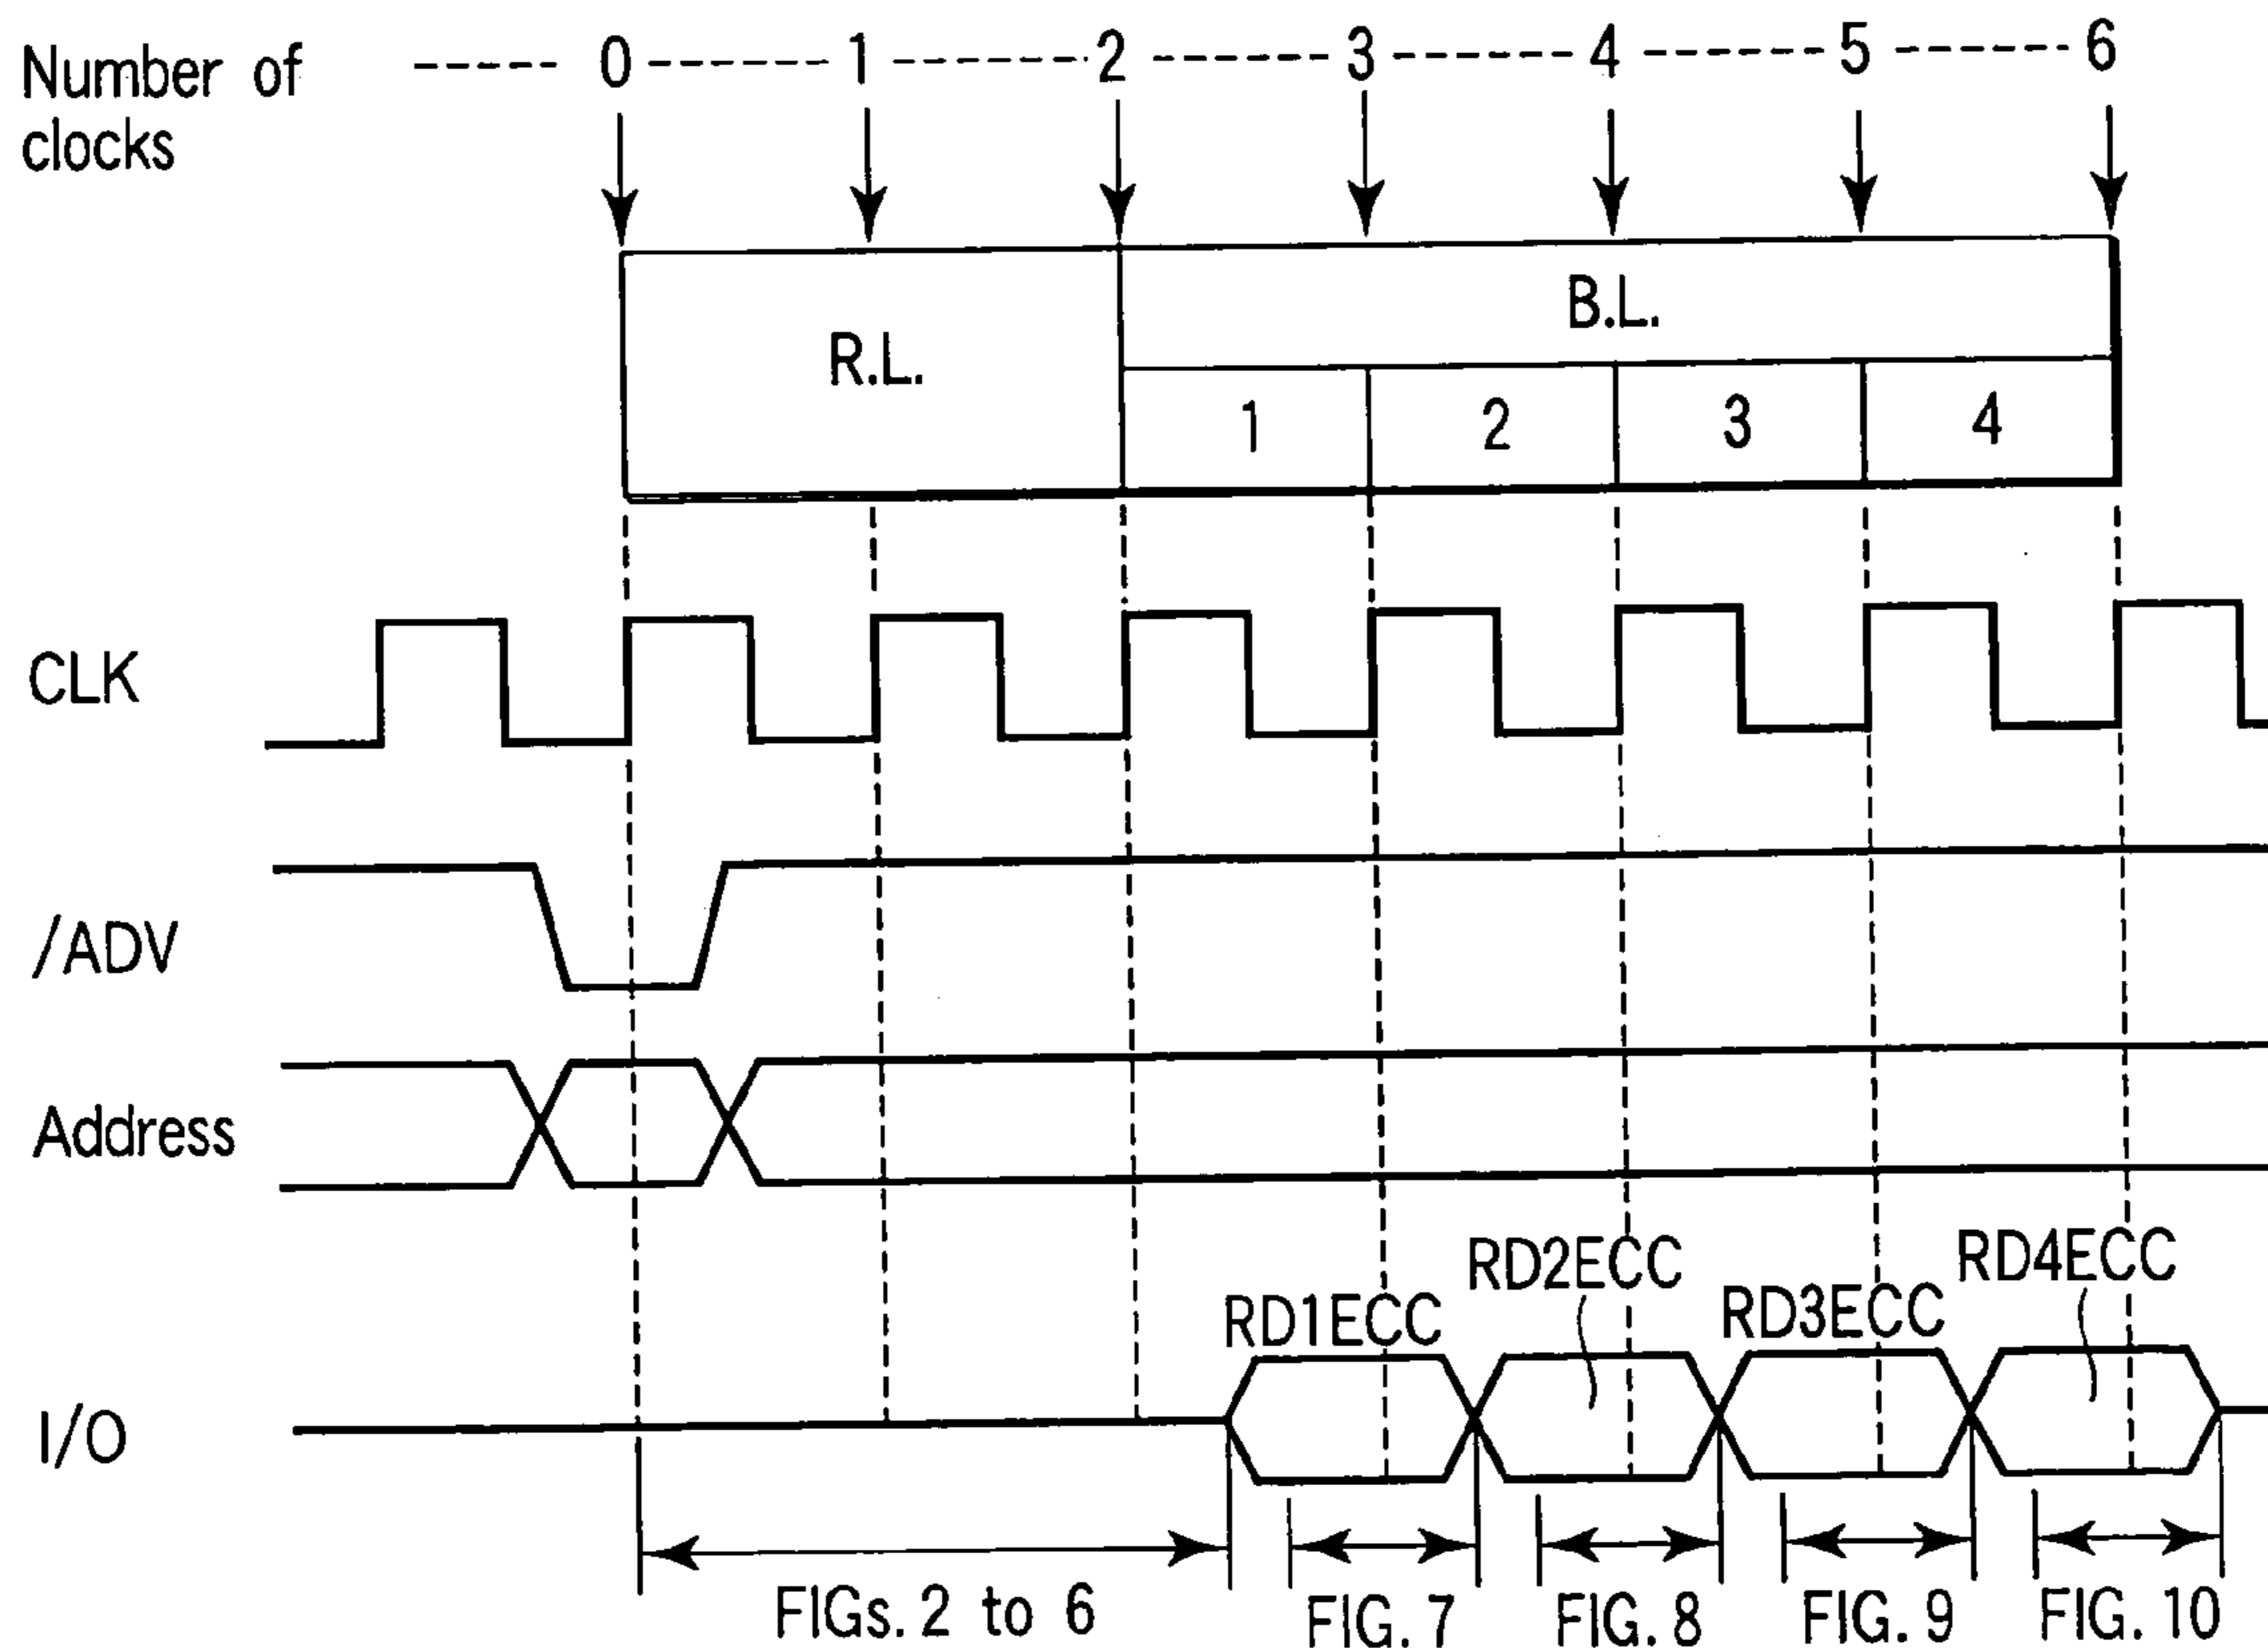 Number of clocks
0 1 2 3 4 5 6
R.L.
B.L.
1 2 3 4
CLK
/ADV
Address
RD1ECC
RD2ECC
RD3ECC
RD4ECC
I/O
FIGs. 2 to 6
FIG. 7
FIG. 8
FIG. 9
FIG. 10